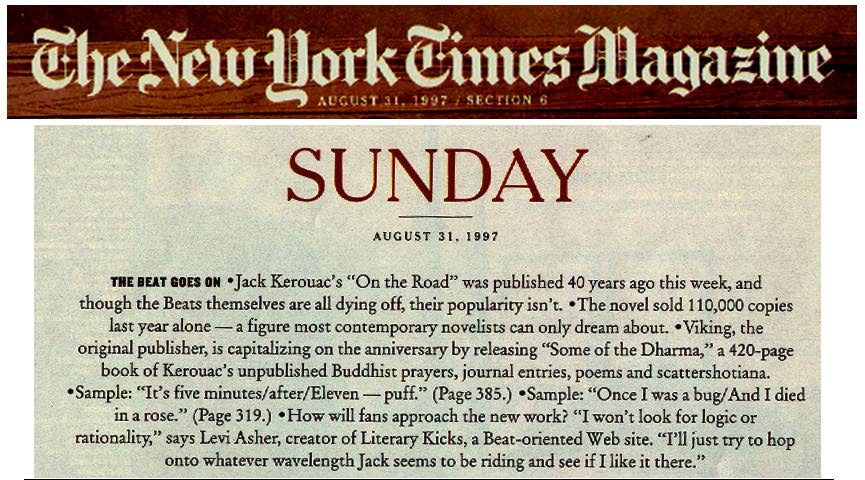 The New York Times Magazine
AUGUST 31, 1997 / SECTION 6
SUNDAY
AUGUST 31, 1997
THE BEAT GOES ON •Jack Kerouac's “On the Road” was published 40 years ago this week, and
though the Beats themselves are all dying off, their popularity isn't. •The novel sold 110,000 copies
last year alone — a figure most contemporary novelists can only dream about. •Viking, the
original publisher, is capitalizing on the anniversary by releasing “Some of the Dharma,” a 420-page
book of Kerouac's unpublished Buddhist prayers, journal entries, poems and scattershotiana.
•Sample: “It's five minutes/after/Eleven — puff.” (Page 385.) •Sample: “Once I was a bug/And I died
in a rose.” (Page 319.) •How will fans approach the new work? “I won't look for logic or
rationality,” says Levi Asher, creator of Literary Kicks, a Beat-oriented Web site. “I'll just try to hop
onto whatever wavelength Jack seems to be riding and see if I like it there.”